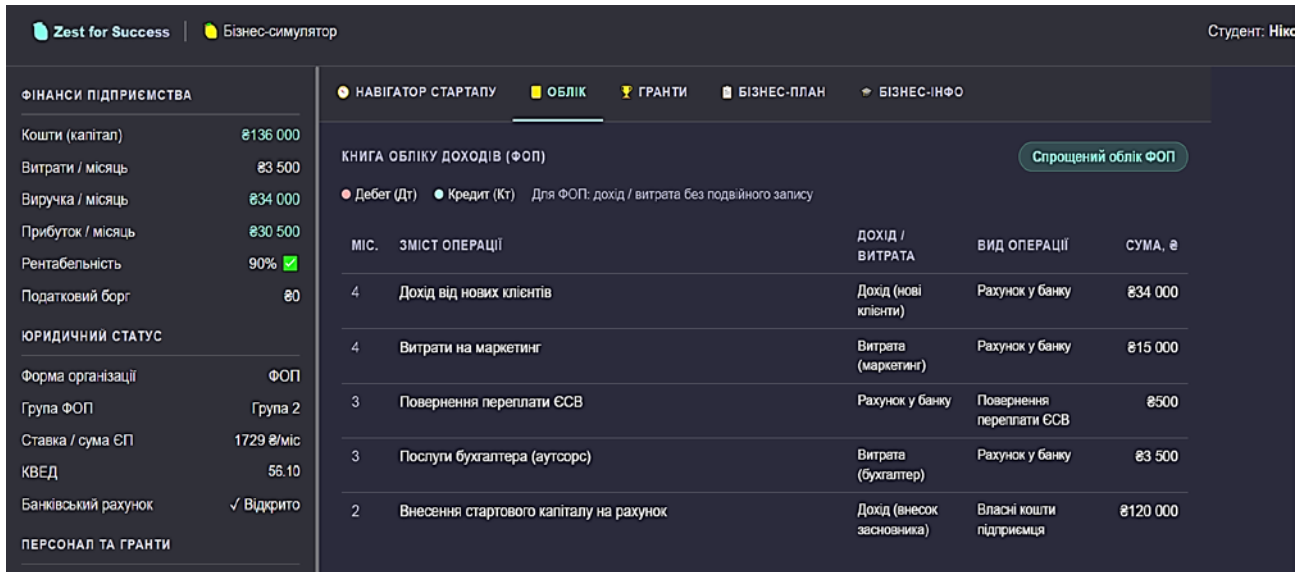 Zest for Success Бізнес-симулятор Студент:
ФІНАНСИ ПІДПРИЄМСТВА
Кошти (капітал) ₴136 000
Витрати / місяць ₴3 500
Виручка / місяць ₴34 000
Прибуток / місяць ₴30 500
Рентабельність 90% ✅
Податковий борг ₴0
ЮРИДИЧНИЙ СТАТУС
Форма організації ФОП
Група ФОП Група 2
Ставка / сума ЄП 1729 ₴/міс
КВЕД 56.10
Банківський рахунок ✓ Відкрито
ПЕРСОНАЛ ТА ГРАНТИ
НАВІГАТОР СТАРТАПУ ОБЛІК ГРАНТИ БІЗНЕС-ПЛАН БІЗНЕС-ІНФО
КНИГА ОБЛІКУ ДОХОДІВ (ФОП) Спрощений облік ФОП
Дебет (Дт) Кредит (Кт) Для ФОП: дохід / витрата без подвійного запису
МІС. ЗМІСТ ОПЕРАЦІЇ ДОХІД / ВИТРАТА ВИД ОПЕРАЦІЇ СУМА, ₴
4 Дохід від нових клієнтів Дохід (нові клієнти) Рахунок у банку ₴34 000
4 Витрати на маркетинг Витрата (маркетинг) Рахунок у банку ₴15 000
3 Повернення переплати ЄСВ Рахунок у банку Повернення переплати ЄСВ ₴500
3 Послуги бухгалтера (аутсорс) Витрата (бухгалтер) Рахунок у банку ₴3 500
2 Внесення стартового капіталу на рахунок Дохід (внесок засновника) Власні кошти підприємця ₴120 000